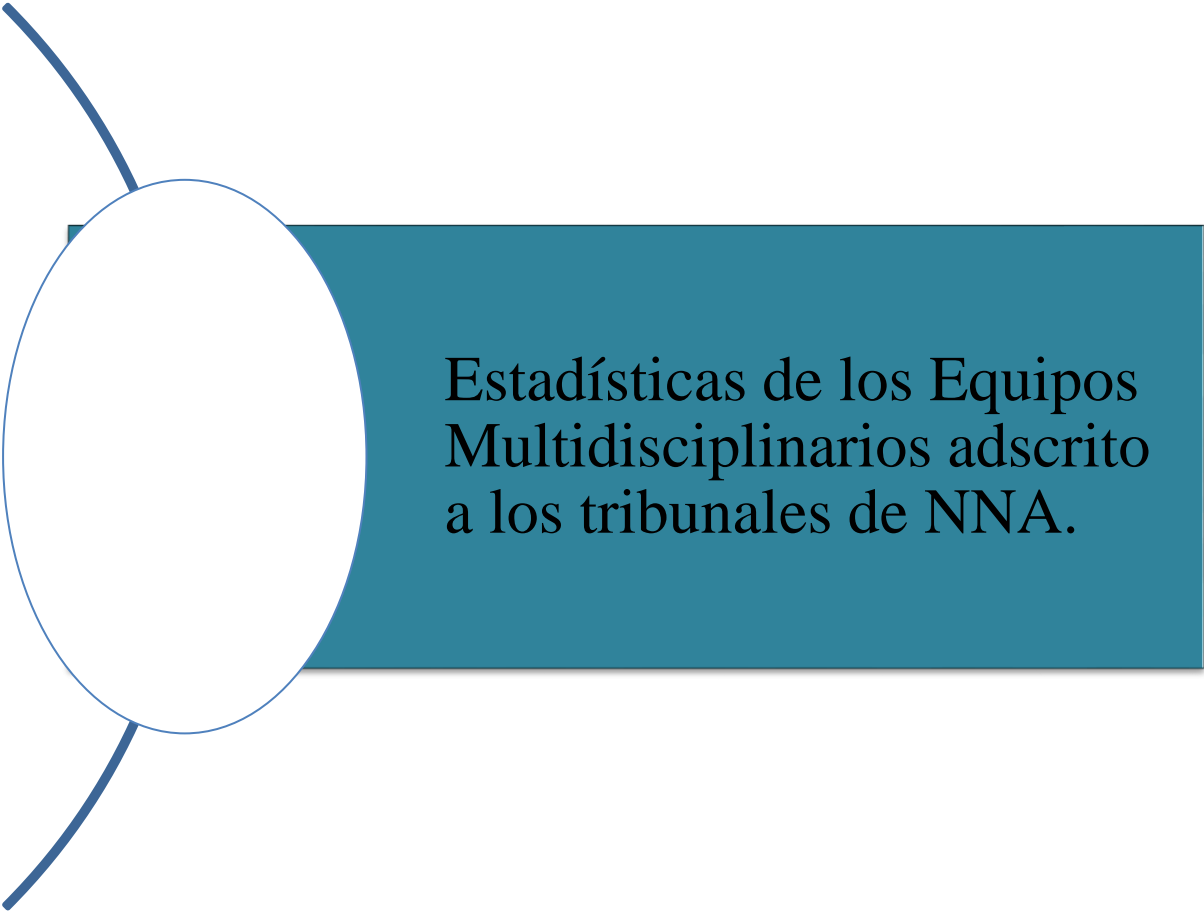 Estadísticas de los Equipos
Multidisciplinarios adscrito
a los tribunales de NNA.